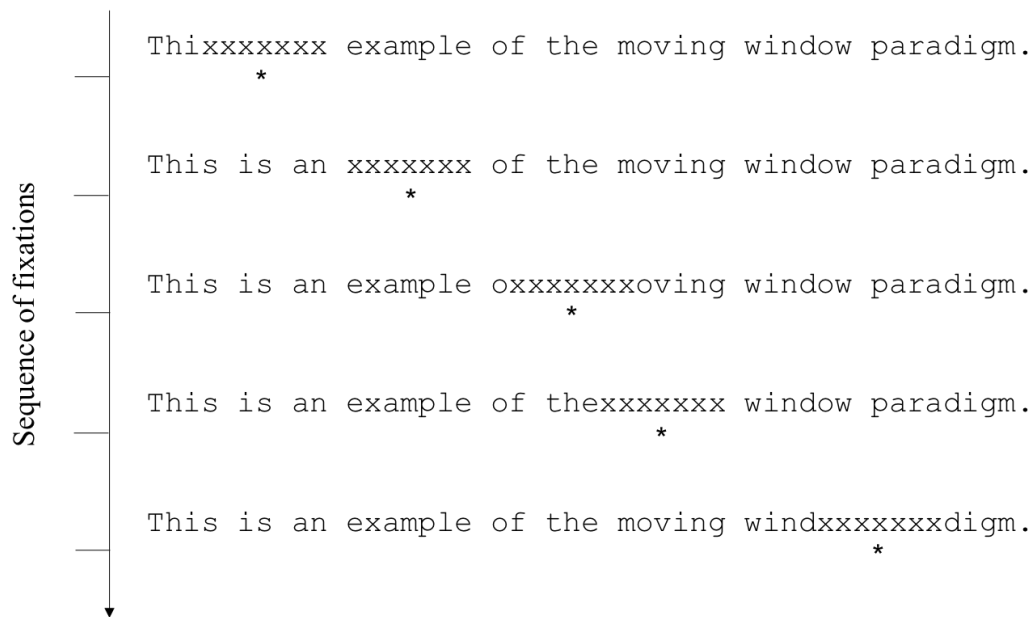 Thixxxxxxx example of the moving window paradigm.
*
This is an xxxxxxx of the moving window paradigm.
*
This is an example oxxxxxxxoving window paradigm.
*
This is an example of thexxxxxxx window paradigm.
*
This is an example of the moving windxxxxxxxdigm.
*
Sequence of fixations